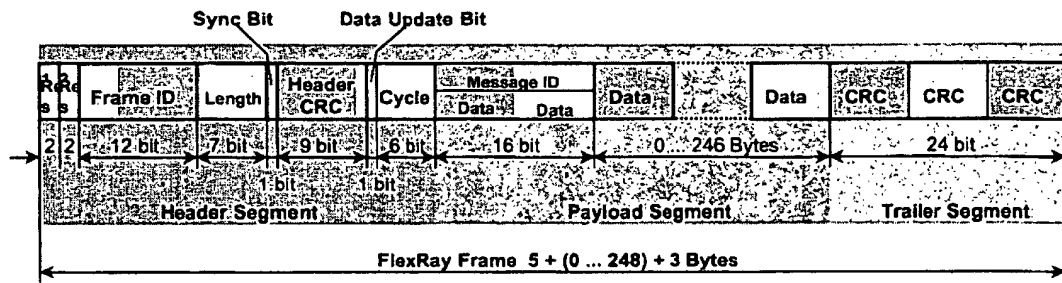 Sync Bit Data Update Bit
Frame ID Length Header CRC Cycle Message ID Data Data Data Data CRC CRC CRC
2 2 12 bit 7 bit 9 bit 6 bit 16 bit 0 ... 246 Bytes 24 bit
1 bit 1 bit
Header Segment Payload Segment Trailer Segment
FlexRay Frame 5 + (0 ... 248) + 3 Bytes